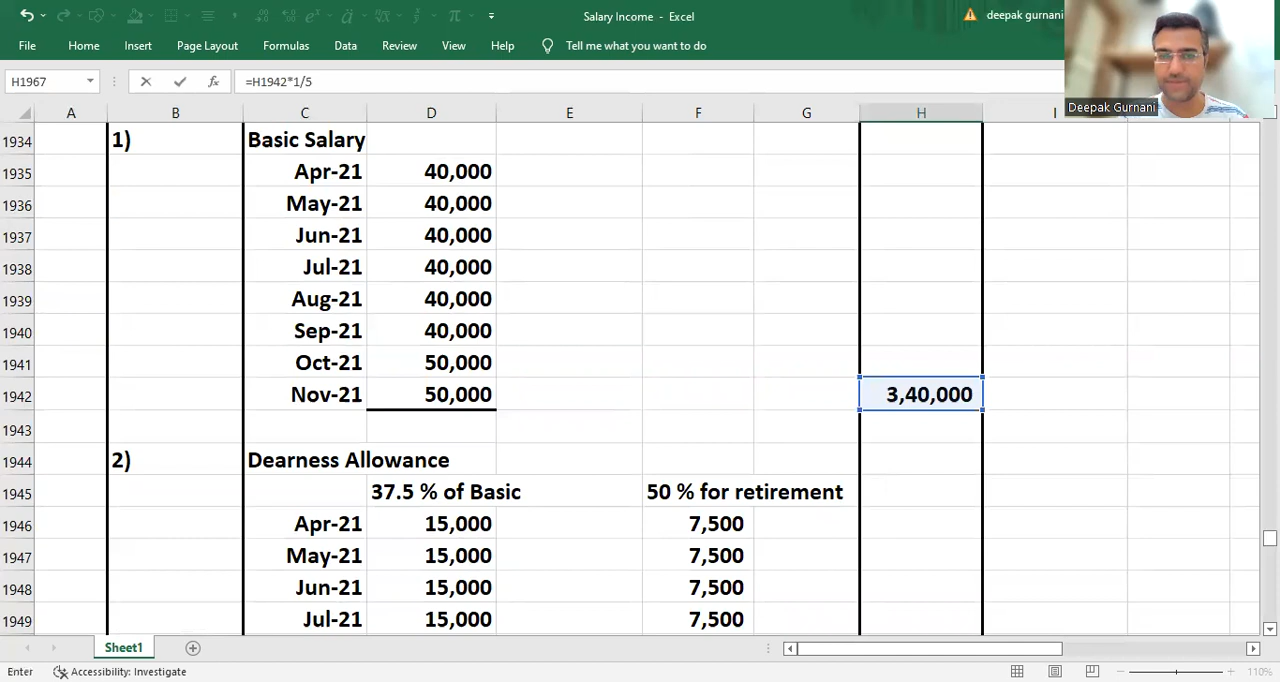 Salary Income - Excel
deepak gurnani
File Home Insert Page Layout Formulas Data Review View Help Tell me what you want to do
Deepak Gurnani
H1967 fx =H1942*1/5
A B C D E F G H I
1934 1) Basic Salary
1935 Apr-21 40,000
1936 May-21 40,000
1937 Jun-21 40,000
1938 Jul-21 40,000
1939 Aug-21 40,000
1940 Sep-21 40,000
1941 Oct-21 50,000
1942 Nov-21 50,000 3,40,000
1943
1944 2) Dearness Allowance
1945 37.5 % of Basic 50 % for retirement
1946 Apr-21 15,000 7,500
1947 May-21 15,000 7,500
1948 Jun-21 15,000 7,500
1949 Jul-21 15,000 7,500
Sheet1
Enter Accessibility: Investigate 110%